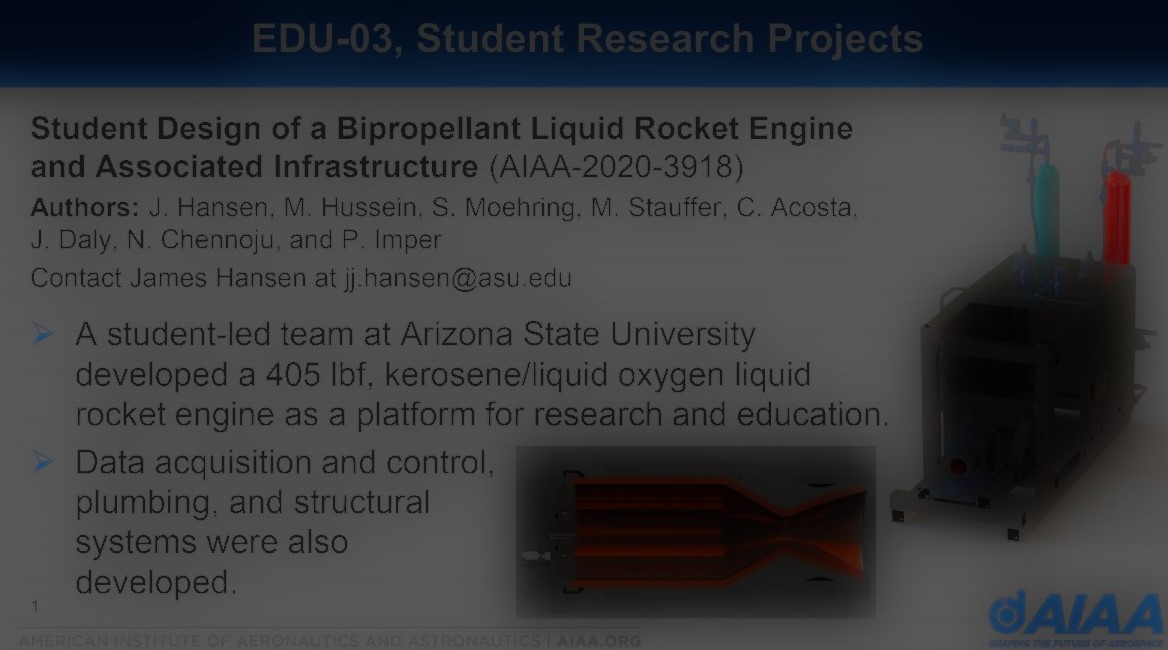 EDU-03, Student Research Projects
Student Design of a Bipropellant Liquid Rocket Engine
and Associated Infrastructure (AIAA-2020-3918)
Authors: J. Hansen, M. Hussein, S. Moehring, M. Stauffer, C. Acosta,
J. Daly, N. Chennoju, and P. Imper
Contact James Hansen at jj.hansen@asu.edu
➢ A student-led team at Arizona State University
developed a 405 lbf, kerosene/liquid oxygen liquid
rocket engine as a platform for research and education.
➢ Data acquisition and control,
plumbing, and structural
systems were also
developed.
1
AMERICAN INSTITUTE OF AERONAUTICS AND ASTRONAUTICS | AIAA.ORG
AIAA
SHAPING THE FUTURE OF AEROSPACE